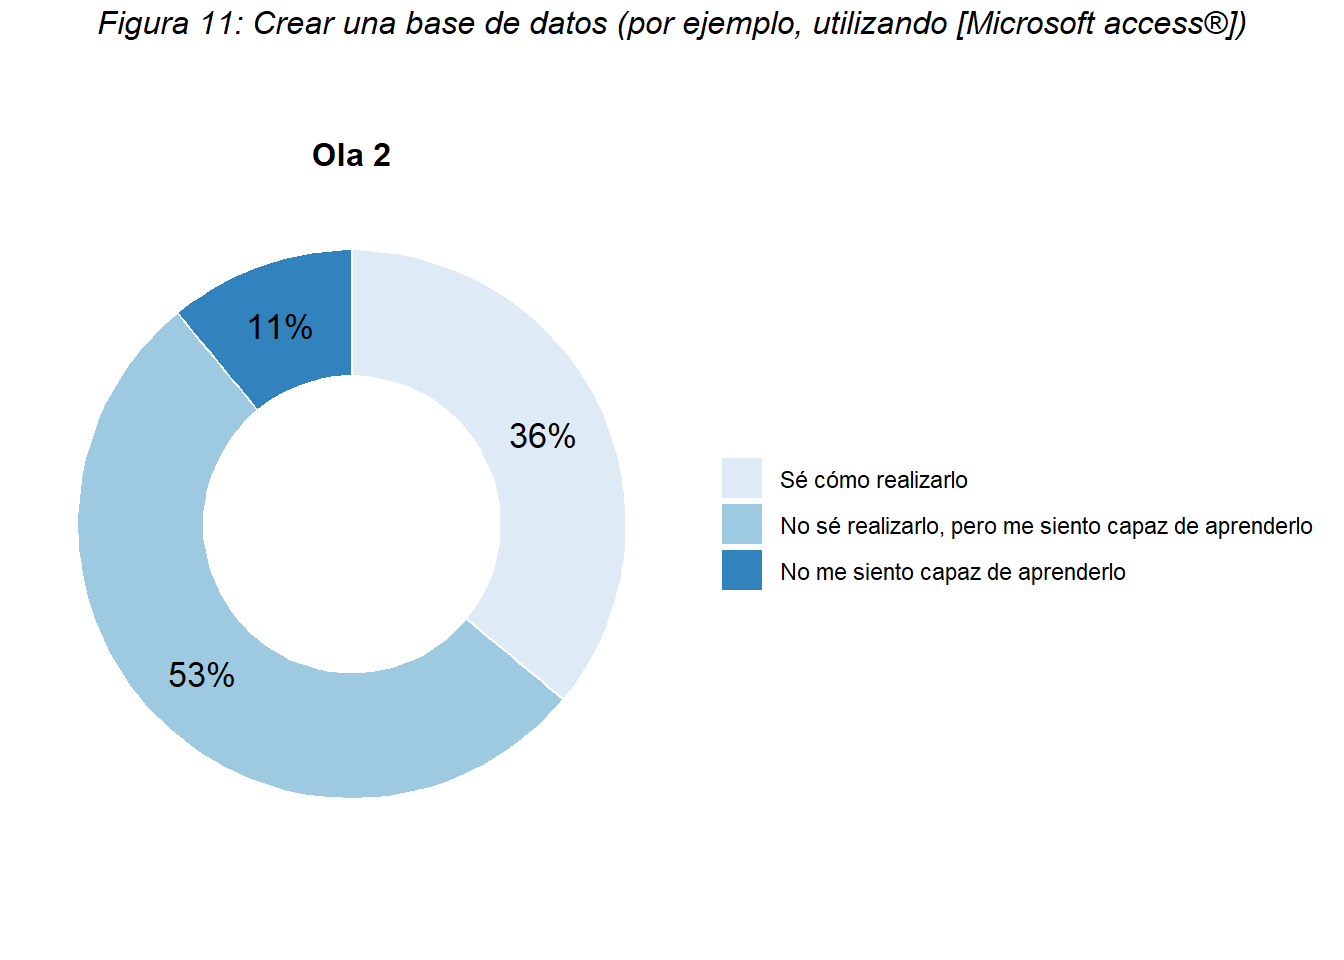 Figura 11: Crear una base de datos (por ejemplo, utilizando [Microsoft access®])
Ola 2
11%
36%
53%
Sé cómo realizarlo
No sé realizarlo, pero me siento capaz de aprenderlo
No me siento capaz de aprenderlo